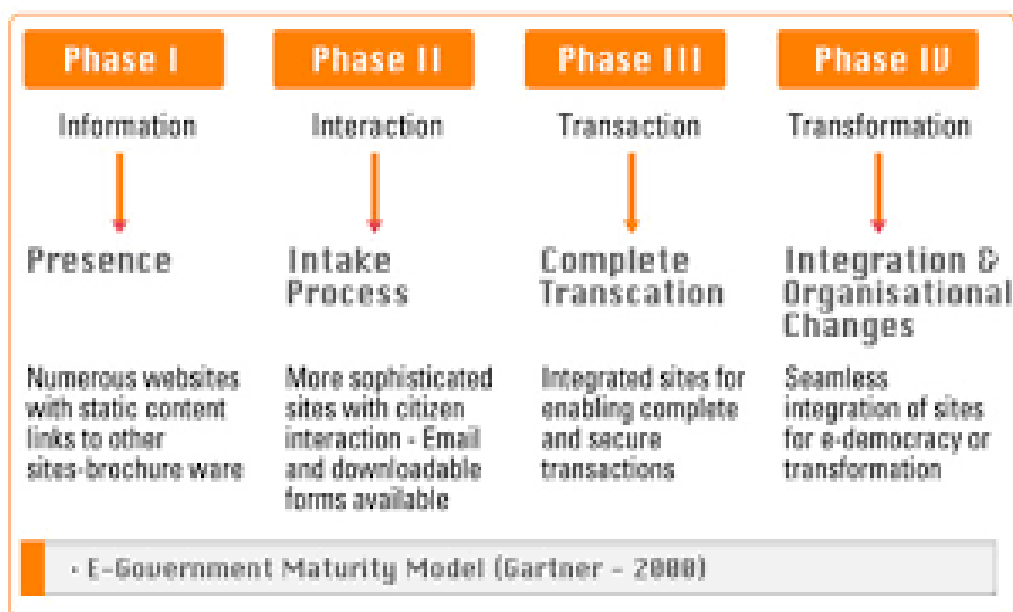 Phase I
Information
Presence
Numerous websites
with static content
links to other
sites-brochure ware
Phase II
Interaction
Intake
Process
More sophisticated
sites with citizen
interaction - Email
and downloadable
forms available
Phase III
Transaction
Complete
Transcation
Integrated sites for
enabling complete
and secure
transactions
Phase IV
Transformation
Integration &
Organisational
Changes
Seamless
integration of sites
for e-democracy or
transformation
· E-Government Maturity Model (Gartner - 2000)